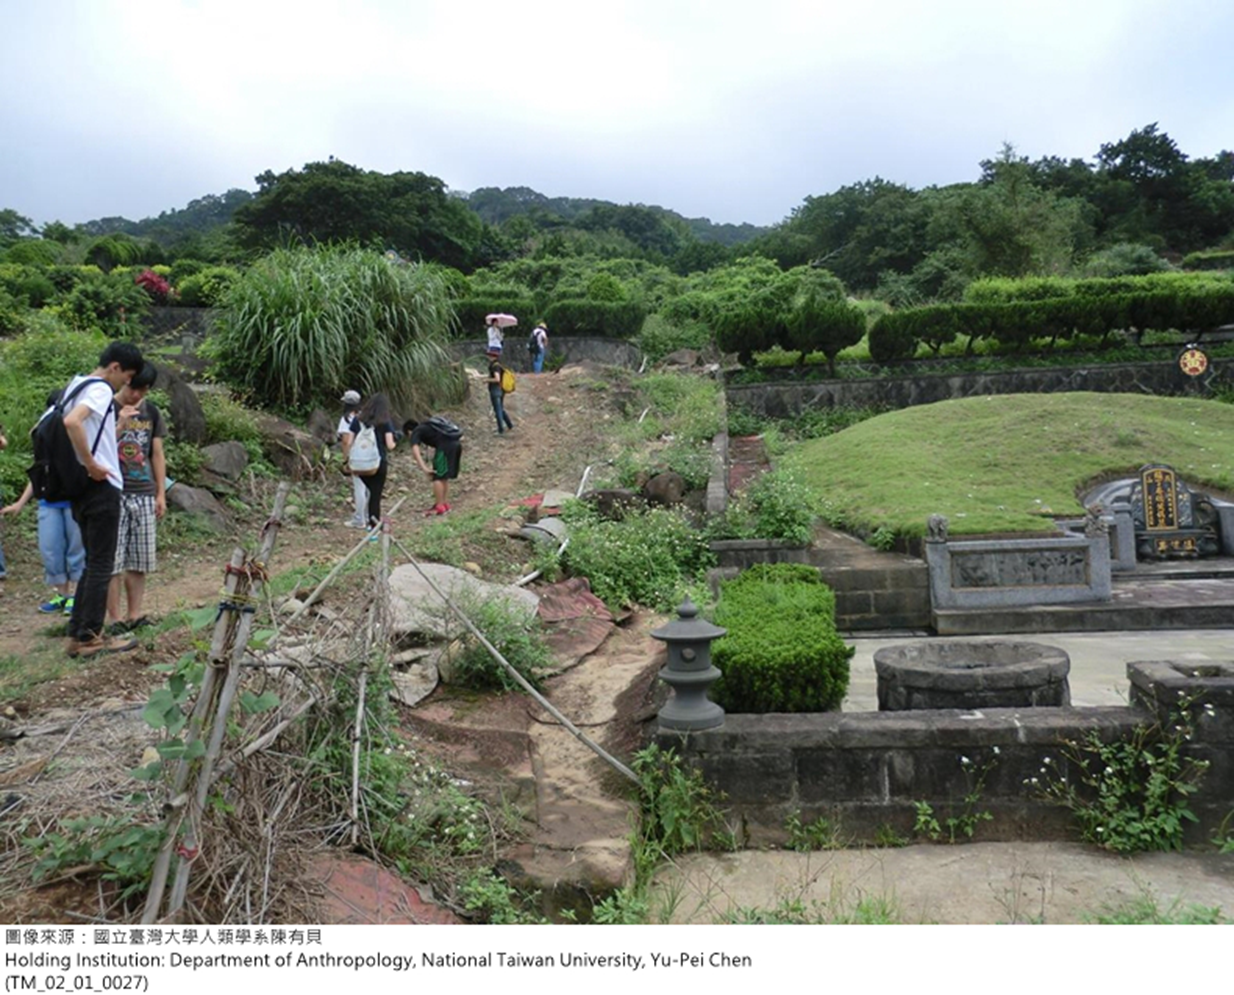 圖像來源：國立臺灣大學人類學系陳有貝
Holding Institution: Department of Anthropology, National Taiwan University, Yu-Pei Chen
(TM_02_01_0027)